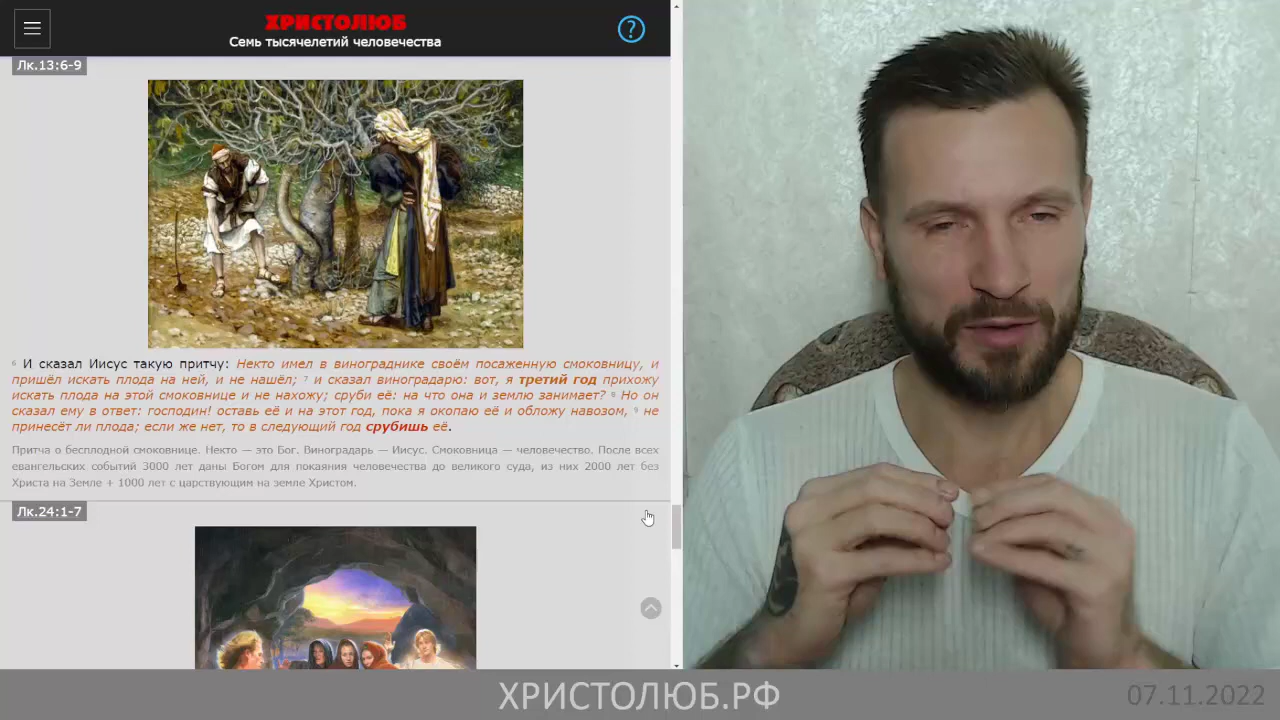 ХРИСТОЛЮБ
Семь тысячелетий человечества
?
Лк.13:6-9
6 И сказал Иисус такую притчу: Некто имел в винограднике своём посаженную смоковницу, и
пришёл искать плода на ней, и не нашёл; 7 и сказал виноградарю: вот, я третий год прихожу
искать плода на этой смоковнице и не нахожу; сруби её: на что она и землю занимает? 8 Но он
сказал ему в ответ: господин! оставь её и на этот год, пока я окопаю её и обложу навозом, 9 не
принесёт ли плода; если же нет, то в следующий год срубишь её.
Притча о бесплодной смоковнице. Некто — это Бог. Виноградарь — Иисус. Смоковница — человечество. После всех
евангельских событий 3000 лет даны Богом для покаяния человечества до великого суда, из них 2000 лет без
Христа на Земле + 1000 лет с царствующим на земле Христом.
Лк.24:1-7
ХРИСТОЛЮБ.РФ
07.11.2022